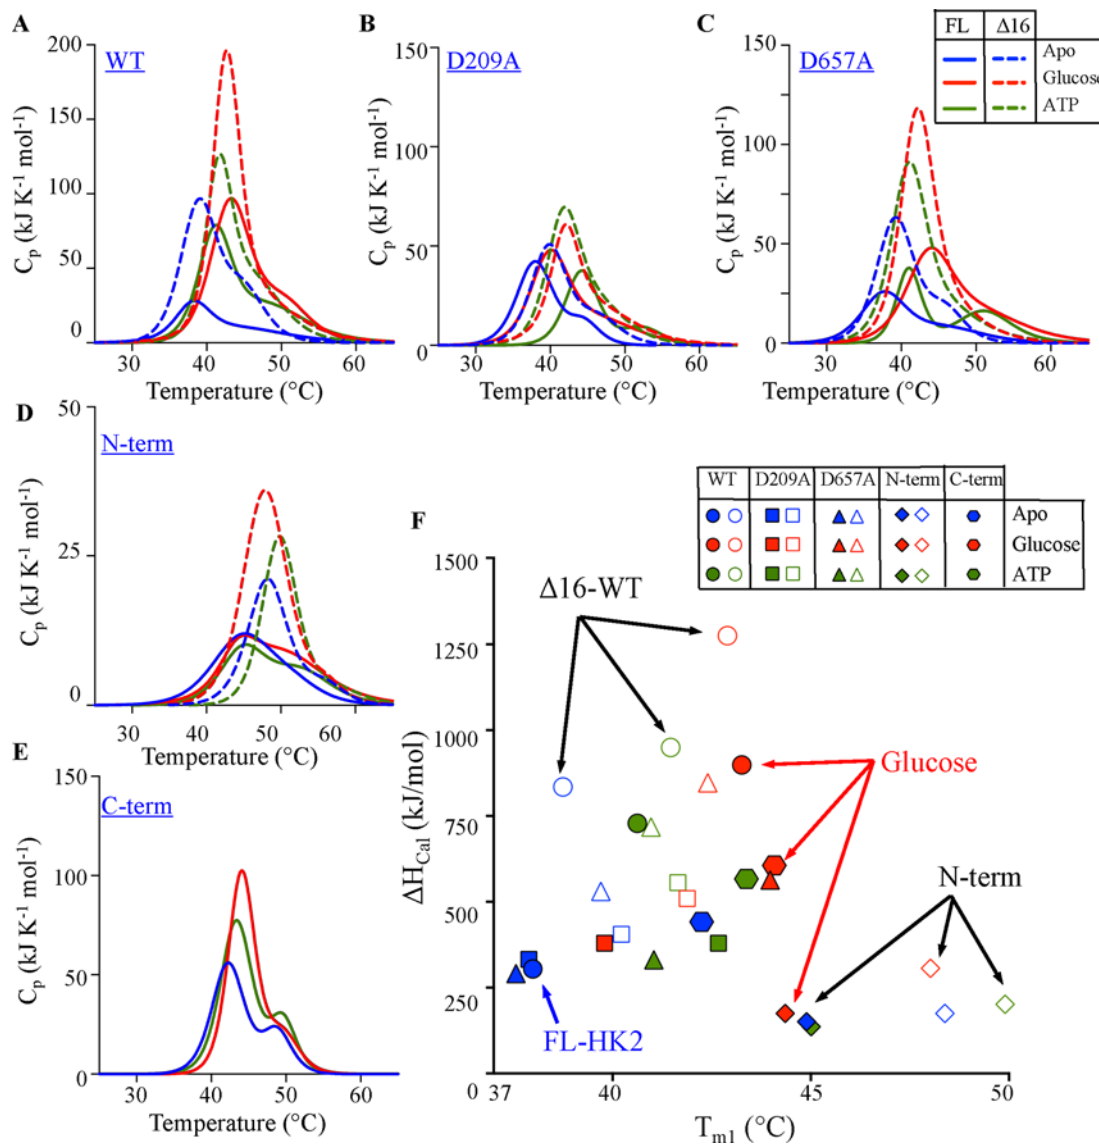 A
WT
200
150
100
50
0
30 40 50 60
Temperature (°C)
Cp (kJ K-1 mol-1)
B
D209A
150
100
50
0
30 40 50 60
Temperature (°C)
Cp (kJ K-1 mol-1)
C
D657A
150
100
50
0
30 40 50 60
Temperature (°C)
Cp (kJ K-1 mol-1)
FL Δ16
Apo
Glucose
ATP
D
N-term
50
25
0
30 40 50
Temperature (°C)
Cp (kJ K-1 mol-1)
E
C-term
150
100
50
0
30 40 50 60
Temperature (°C)
Cp (kJ K-1 mol-1)
F
WT D209A D657A N-term C-term
Apo
Glucose
ATP
1500
1250
1000
750
500
250
0
37 40 45 50
Tm1 (°C)
ΔHCal (kJ/mol)
Δ16-WT
Glucose
N-term
FL-HK2